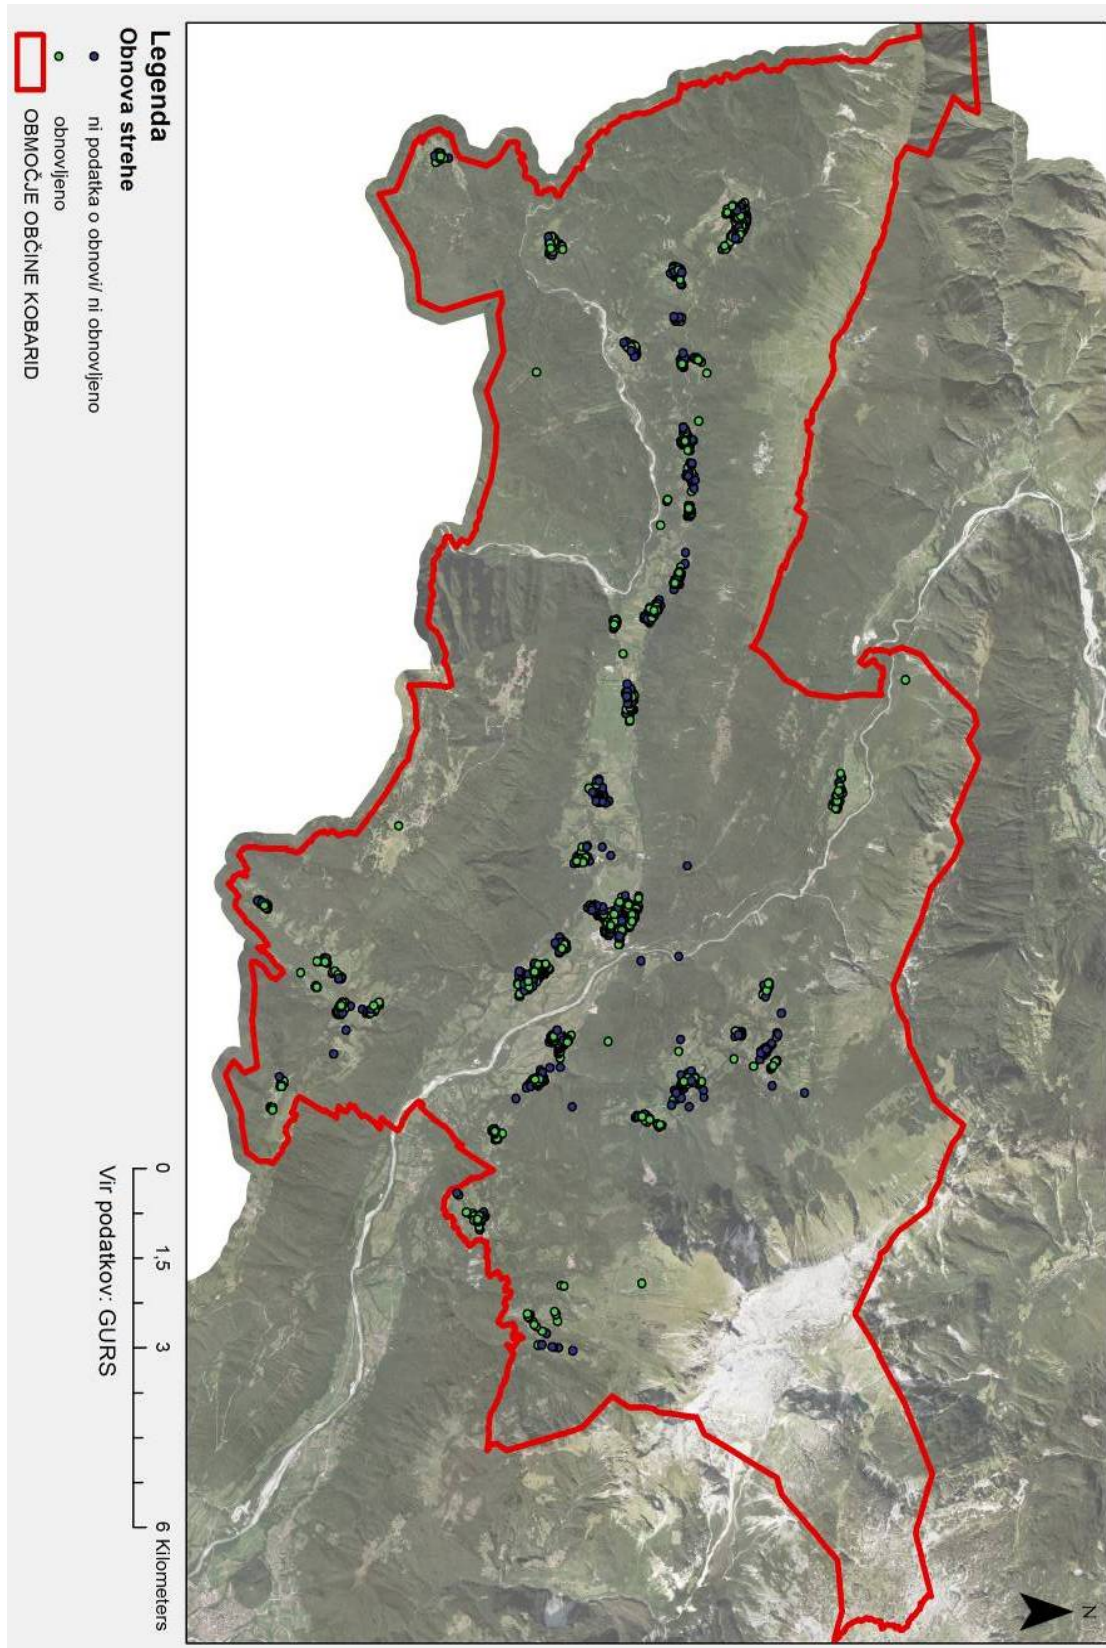 N
Legenda
Obnova strehe
ni podatka o obnovi/ ni obnovljeno
obnovljeno
OBMOČJE OBČINE KOBARID
0
1,5
3
6 Kilometers
Vir podatkov: GURS